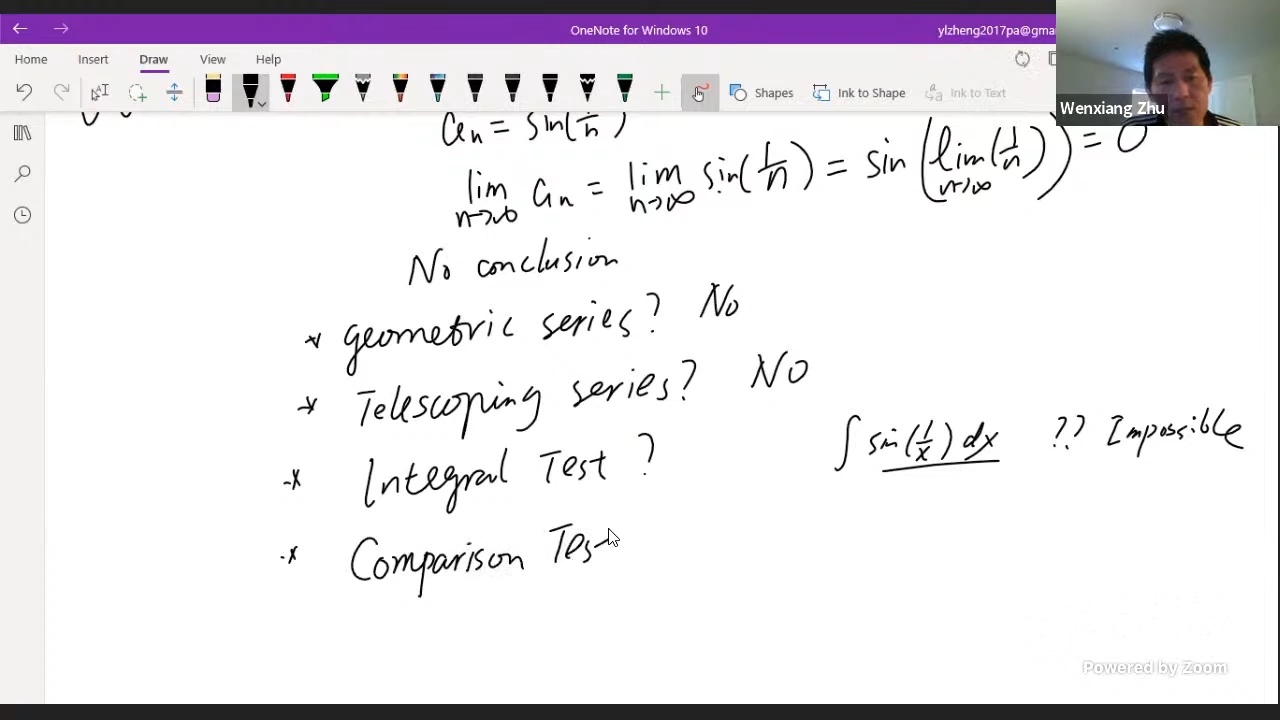 OneNote for Windows 10
ylzheng2017pa@gma
Home Insert Draw View Help
Shapes Ink to Shape Ink to Text
Wenxiang Zhu
aₙ = sin(1/n)
lim n→∞ aₙ = lim n→∞ sin(1/n) = sin(lim n→∞ (1/n)) = 0
No conclusion
* geometric series? No
* Telescoping series? NO
* Integral Test ? ∫ sin(1/x) dx ?? Impossible
* Comparison Tes
Powered by Zoom